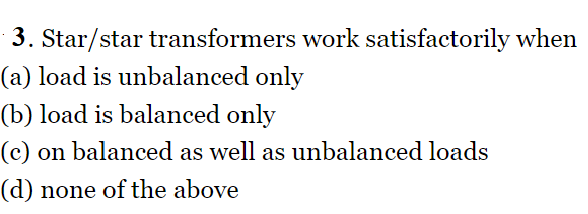 3. Star/star transformers work satisfactorily when
(a) load is unbalanced only
(b) load is balanced only
(c) on balanced as well as unbalanced loads
(d) none of the above